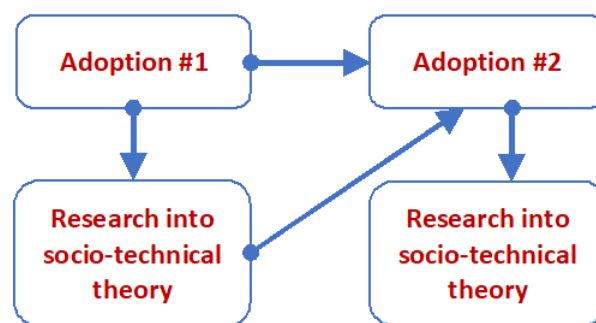 Adoption #1
Adoption #2
Research into
socio-technical
theory
Research into
socio-technical
theory